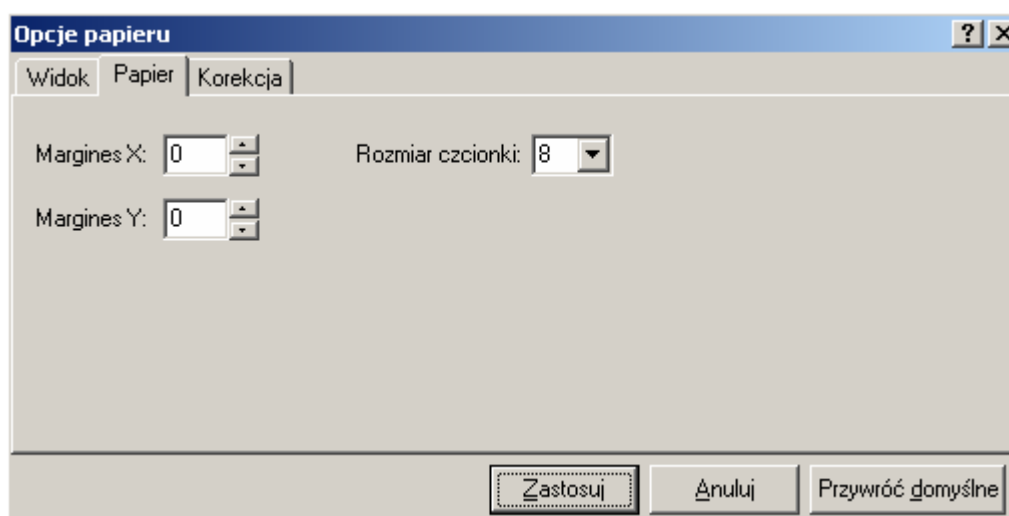 Opcje papieru
Widok Papier Korekcja
Margines X: 0 Rozmiar czcionki: 8
Margines Y: 0
Zastosuj Anuluj Przywróć domyślne